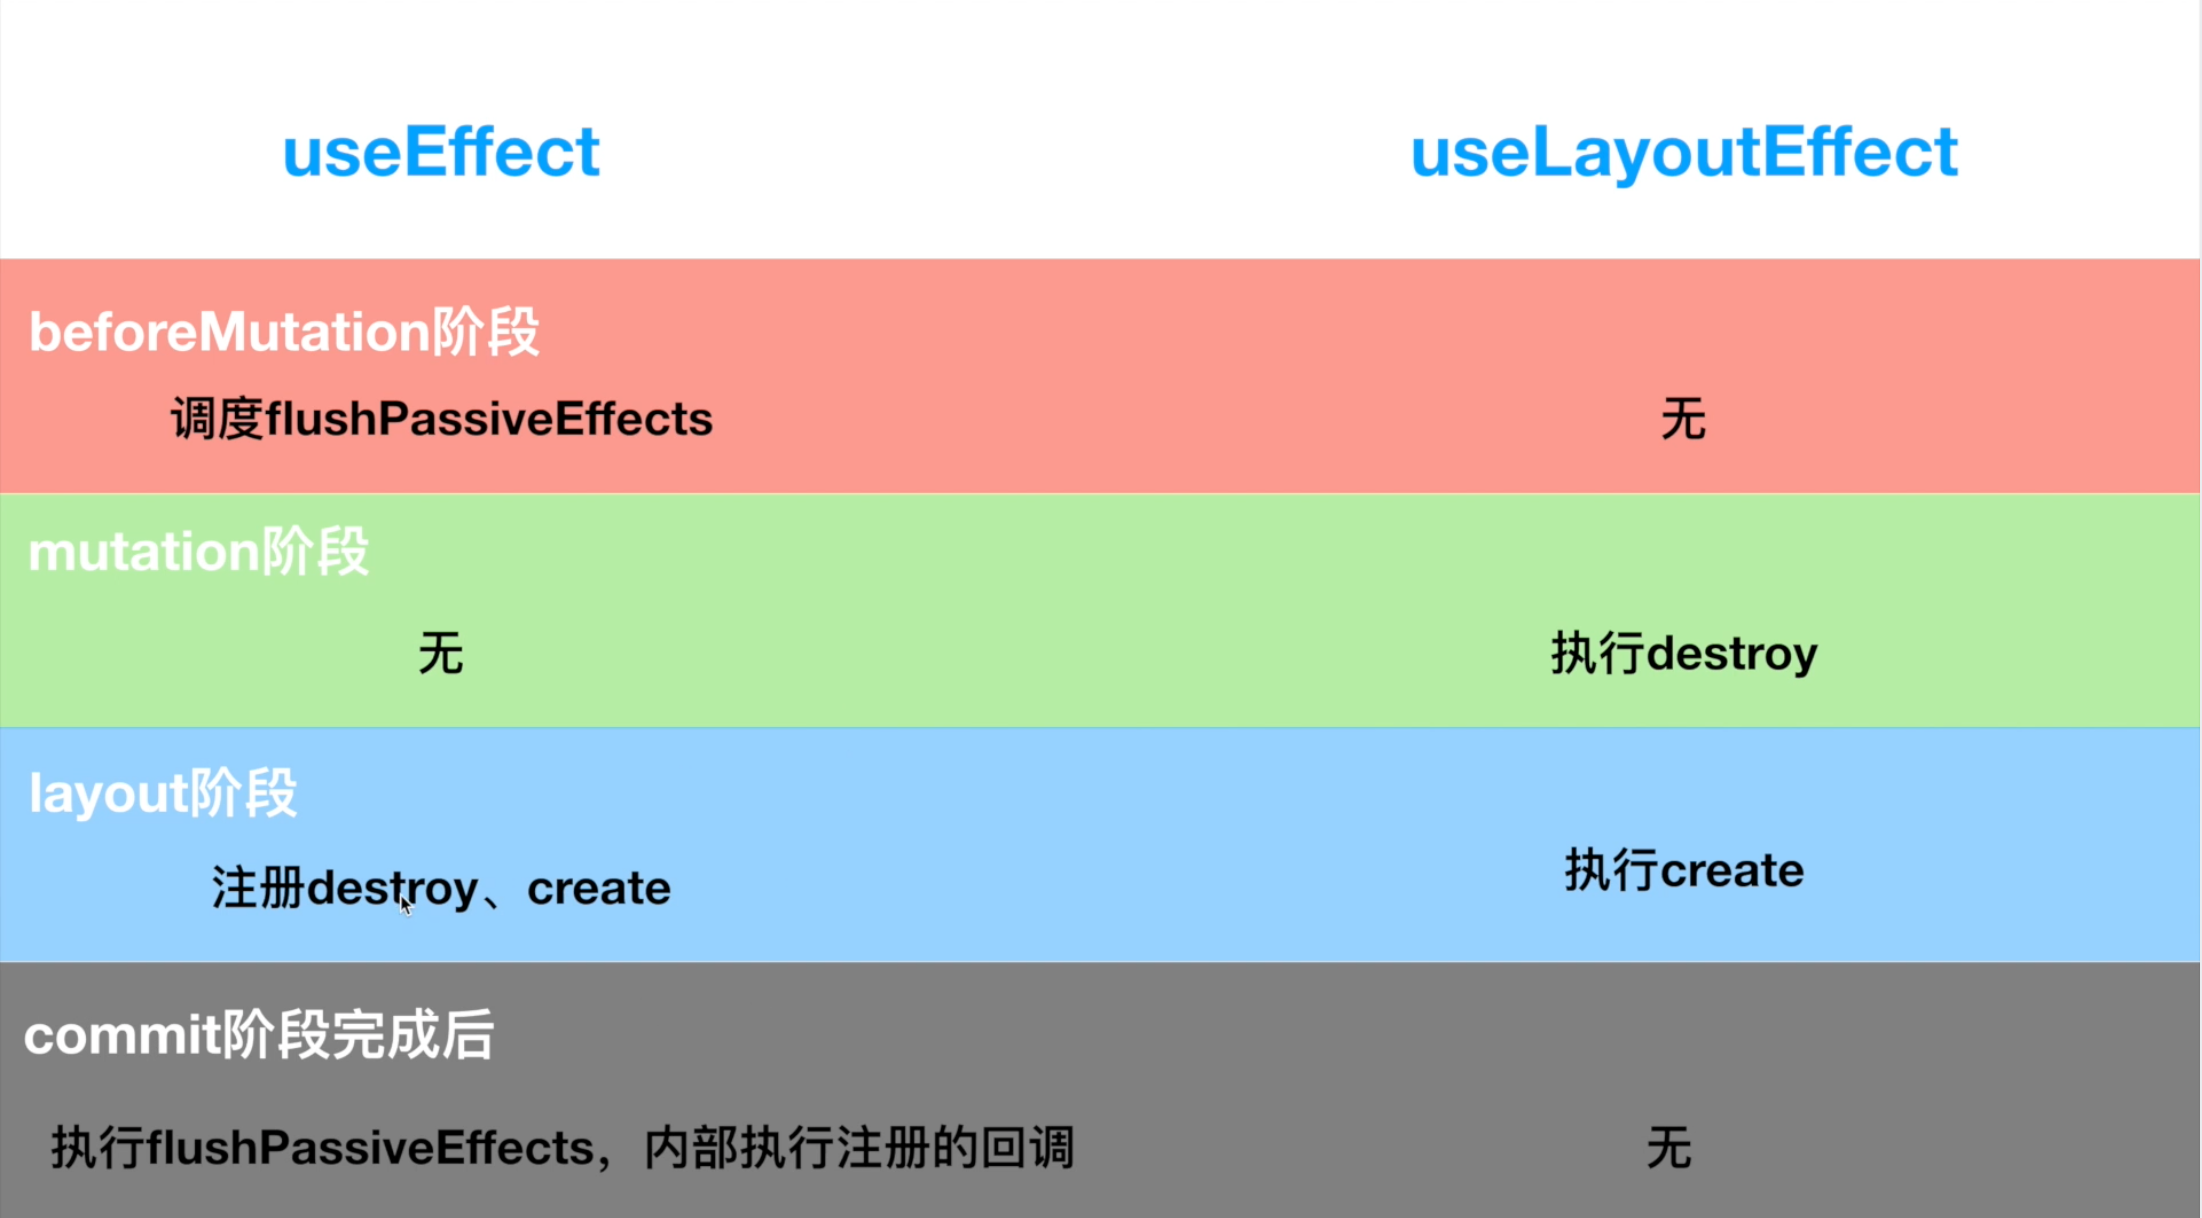 useEffect
useLayoutEffect
beforeMutation阶段
调度flushPassiveEffects
无
mutation阶段
无
执行destroy
layout阶段
注册destroy、create
执行create
commit阶段完成后
执行flushPassiveEffects，内部执行注册的回调
无